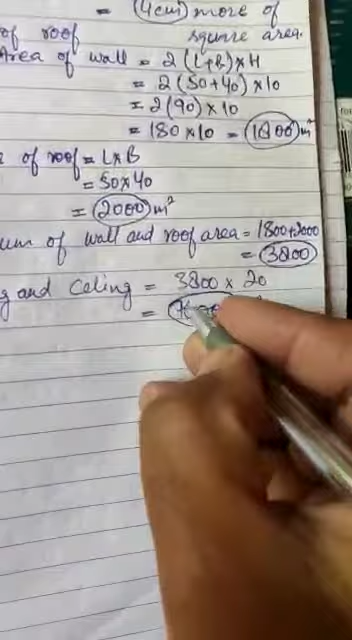 = (4cm) more of
of roof square area.
Area of wall = 2(L+B)×H
= 2(50+40)×10
= 2(90)×10
= 180×10 = 1800 m²
of roof = L×B
= 50×40
= 2000 m²
um of wall and roof area = 1800+2000
= 3800
g and Celing = 3800 × 20
=